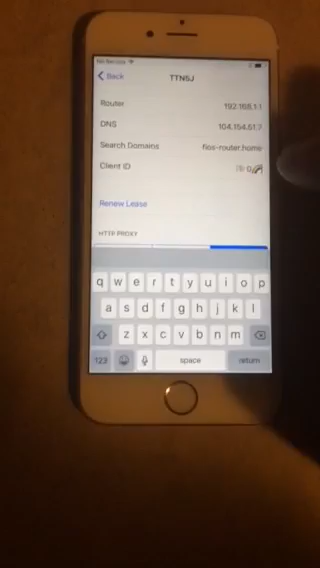 No Service
Back
TTN5J
Router 192.168.1.1
DNS 104.154.51.7
Search Domains fios-router.home
Client ID
Renew Lease
HTTP PROXY
q w e r t y u i o p
a s d f g h j k l
z x c v b n m
123 space return